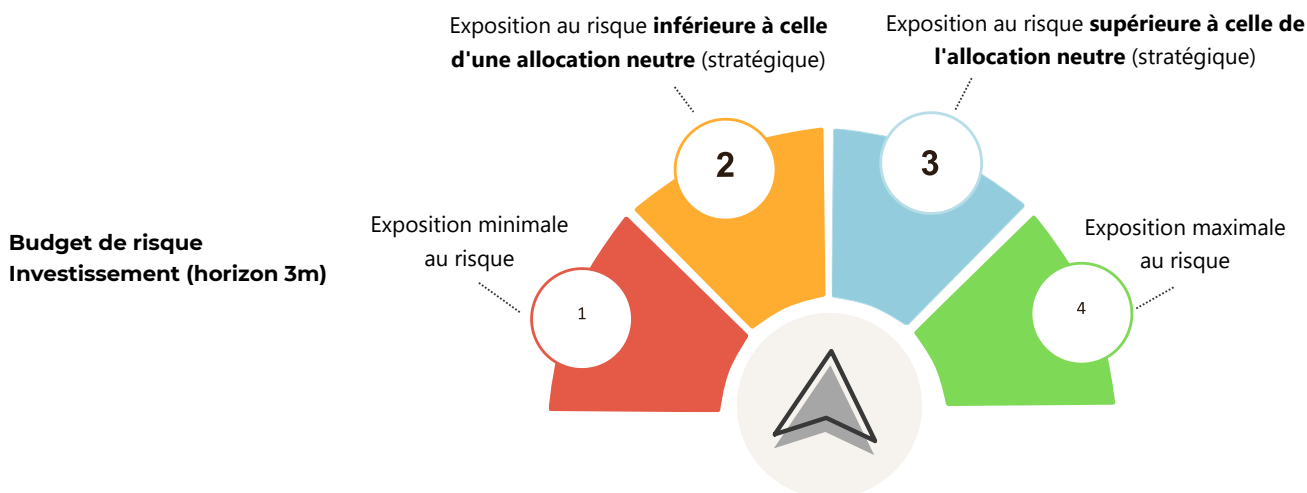 Exposition au risque inférieure à celle
d'une allocation neutre (stratégique)
Exposition au risque supérieure à celle de
l'allocation neutre (stratégique)
2
3
Budget de risque
Investissement (horizon 3m)
Exposition minimale
au risque
1
Exposition maximale
au risque
4